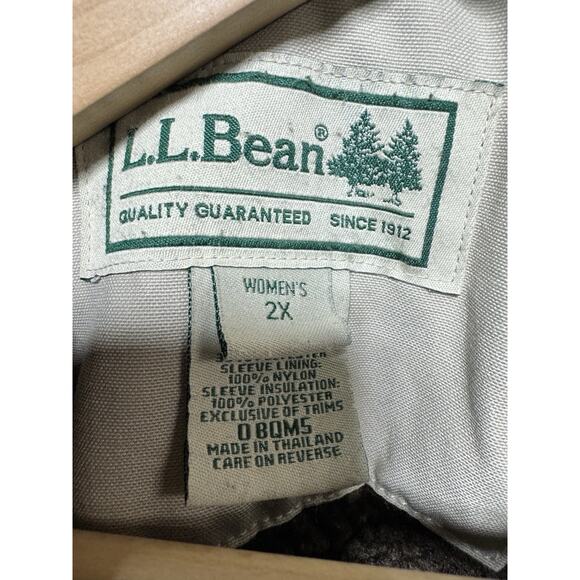 L.L.Bean®
QUALITY GUARANTEED SINCE 1912
WOMEN'S
2X
SLEEVE LINING:
100% NYLON
SLEEVE INSULATION:
100% POLYESTER
EXCLUSIVE OF TRIMS
0BQM5
MADE IN THAILAND
CARE ON REVERSE